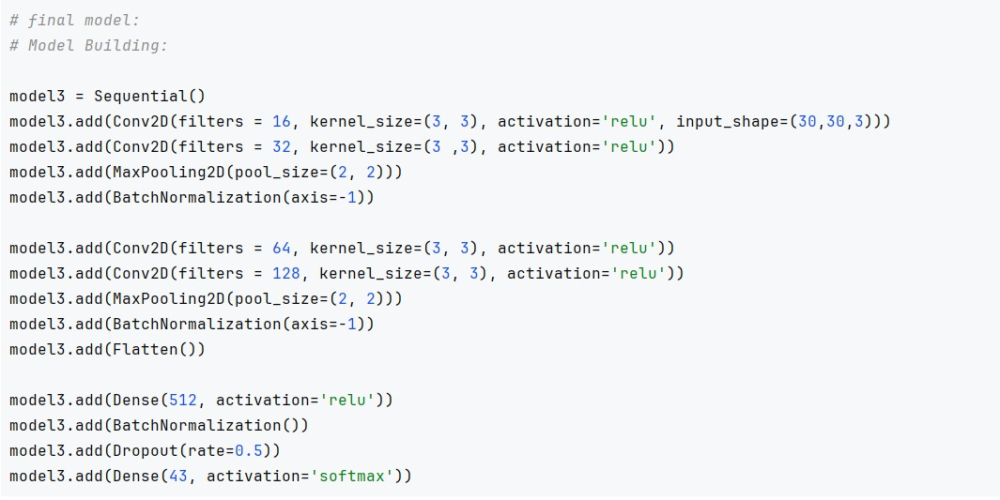 # final model:
# Model Building:
model3 = Sequential()
model3.add(Conv2D(filters = 16, kernel_size=(3, 3), activation='relu', input_shape=(30,30,3)))
model3.add(Conv2D(filters = 32, kernel_size=(3 ,3), activation='relu'))
model3.add(MaxPooling2D(pool_size=(2, 2)))
model3.add(BatchNormalization(axis=-1))
model3.add(Conv2D(filters = 64, kernel_size=(3, 3), activation='relu'))
model3.add(Conv2D(filters = 128, kernel_size=(3, 3), activation='relu'))
model3.add(MaxPooling2D(pool_size=(2, 2)))
model3.add(BatchNormalization(axis=-1))
model3.add(Flatten())
model3.add(Dense(512, activation='relu'))
model3.add(BatchNormalization())
model3.add(Dropout(rate=0.5))
model3.add(Dense(43, activation='softmax'))